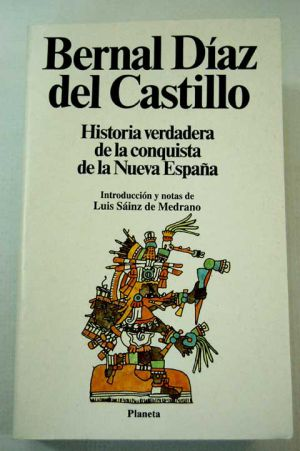 Bernal Díaz
del Castillo
Historia verdadera
de la conquista
de la Nueva España
Introducción y notas de
Luis Sáinz de Medrano
Planeta